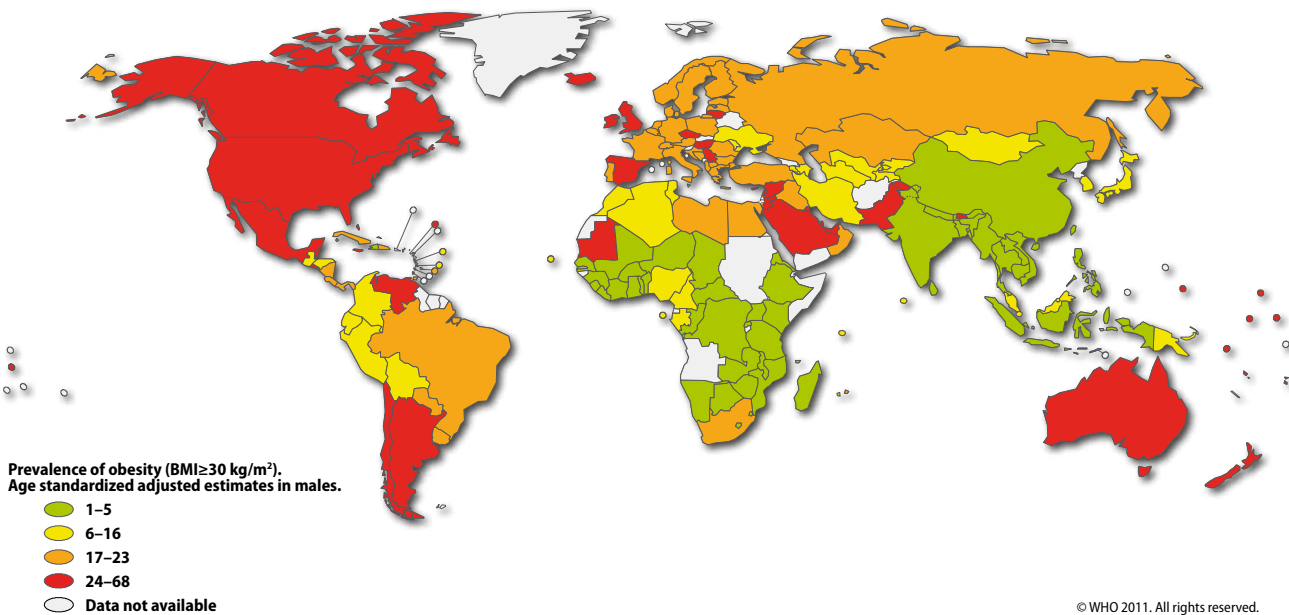 Prevalence of obesity (BMI≥30 kg/m²).
Age standardized adjusted estimates in males.
1–5
6–16
17–23
24–68
Data not available
© WHO 2011. All rights reserved.